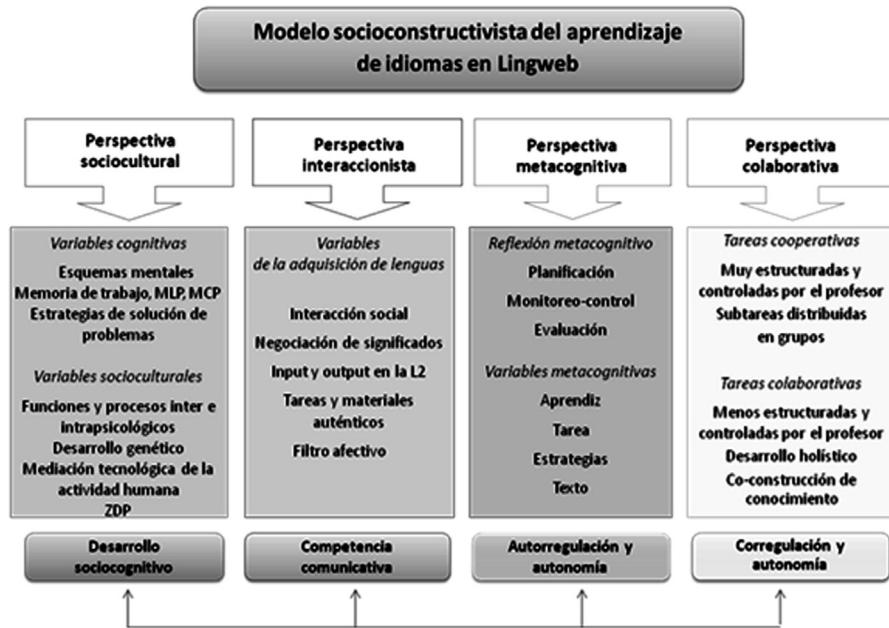 Modelo socioconstructivista del aprendizaje
de idiomas en Lingweb
Perspectiva
sociocultural
Variables cognitivas
Esquemas mentales
Memoria de trabajo, MLP, MCP
Estrategias de solución de
problemas
Variables socioculturales
Funciones y procesos inter e
intrapsicológicos
Desarrollo genético
Mediación tecnológica de la
actividad humana
ZDP
Desarrollo
sociocognitivo
Perspectiva
interaccionista
Variables
de la adquisición de lenguas
Interacción social
Negociación de significados
Input y output en la L2
Tareas y materiales
auténticos
Filtro afectivo
Competencia
comunicativa
Perspectiva
metacognitiva
Reflexión metacognitivo
Planificación
Monitoreo-control
Evaluación
Variables metacognitivas
Aprendiz
Tarea
Estrategias
Texto
Autorregulación y
autonomía
Perspectiva
colaborativa
Tareas cooperativas
Muy estructuradas y
controladas por el profesor
Subtareas distribuidas
en grupos
Tareas colaborativas
Menos estructuradas y
controladas por el profesor
Desarrollo holístico
Co-construcción de
conocimiento
Corregulación y
autonomía